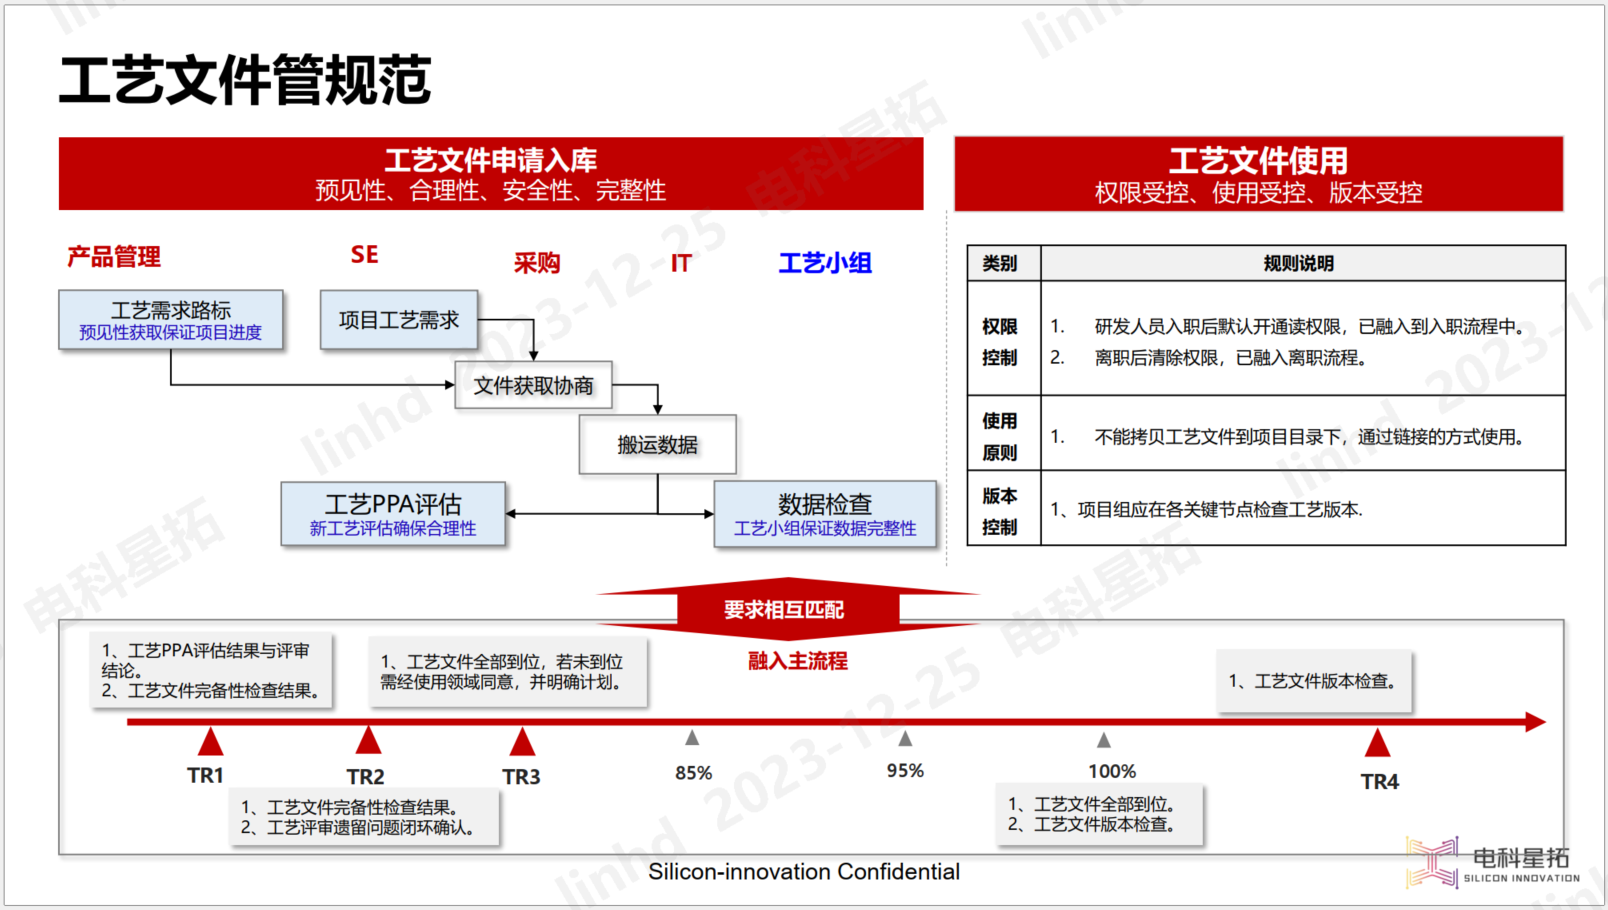 工艺文件管规范
工艺文件申请入库
预见性、合理性、安全性、完整性
工艺文件使用
权限受控、使用受控、版本受控
产品管理
SE
采购
IT
工艺小组
工艺需求路标
预见性获取保证项目进度
项目工艺需求
文件获取协商
搬运数据
工艺PPA评估
新工艺评估确保合理性
数据检查
工艺小组保证数据完整性
类别
规则说明
权限
控制
1. 研发人员入职后默认开通读权限，已融入到入职流程中。
2. 离职后清除权限，已融入离职流程。
使用
原则
1. 不能拷贝工艺文件到项目目录下，通过链接的方式使用。
版本
控制
1、项目组应在各关键节点检查工艺版本.
要求相互匹配
融入主流程
1、工艺PPA评估结果与评审
结论。
2、工艺文件完备性检查结果。
1、工艺文件全部到位，若未到位
需经使用领域同意，并明确计划。
1、工艺文件版本检查。
TR1
TR2
TR3
85%
95%
100%
TR4
1、工艺文件完备性检查结果。
2、工艺评审遗留问题闭环确认。
1、工艺文件全部到位。
2、工艺文件版本检查。
Silicon-innovation Confidential
电科星拓
SILICON INNOVATION
linhd 2023-12-25 电科星拓
linhd 2023-12-25 电科星拓
linhd 2023-12
电科星拓
linhd
linhd
linhd